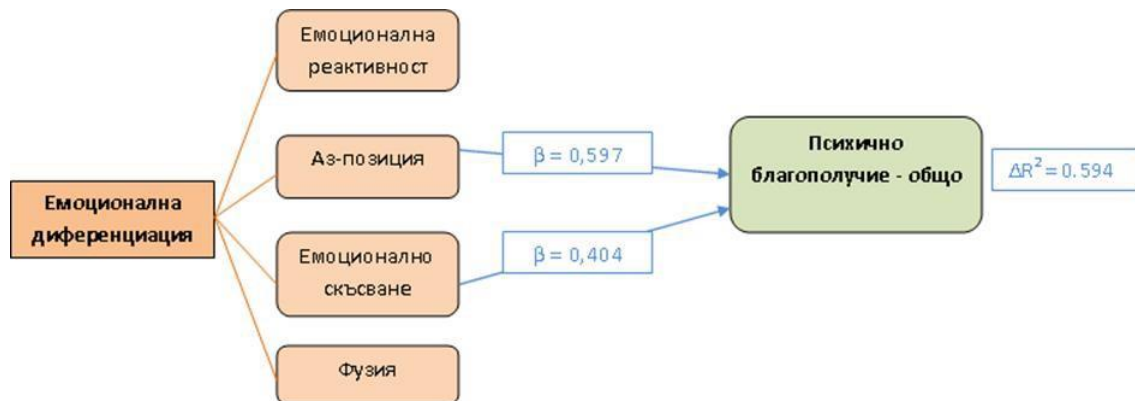 Емоционална
диференциация
Емоционална
реактивност
Аз-позиция
Емоционално
скъсване
Фузия
β = 0,597
β = 0,404
Психично
благополучие - общо
ΔR² = 0.594